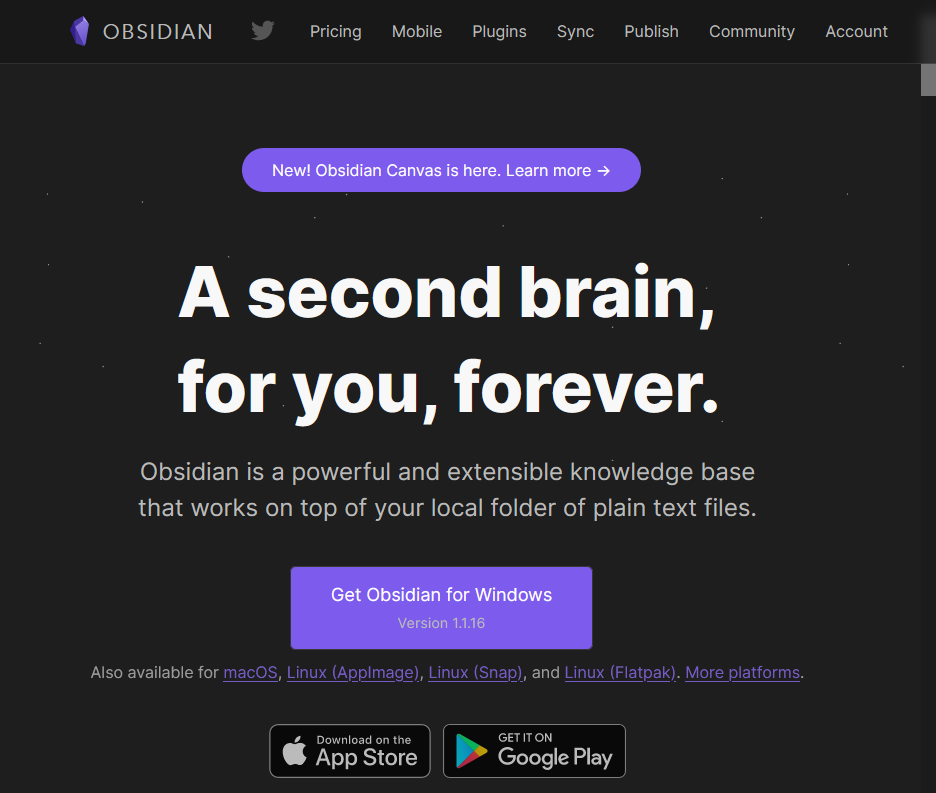 OBSIDIAN Pricing Mobile Plugins Sync Publish Community Account
New! Obsidian Canvas is here. Learn more →
A second brain,
for you, forever.
Obsidian is a powerful and extensible knowledge base
that works on top of your local folder of plain text files.
Get Obsidian for Windows
Version 1.1.16
Also available for macOS, Linux (AppImage), Linux (Snap), and Linux (Flatpak). More platforms.
Download on the
App Store
GET IT ON
Google Play